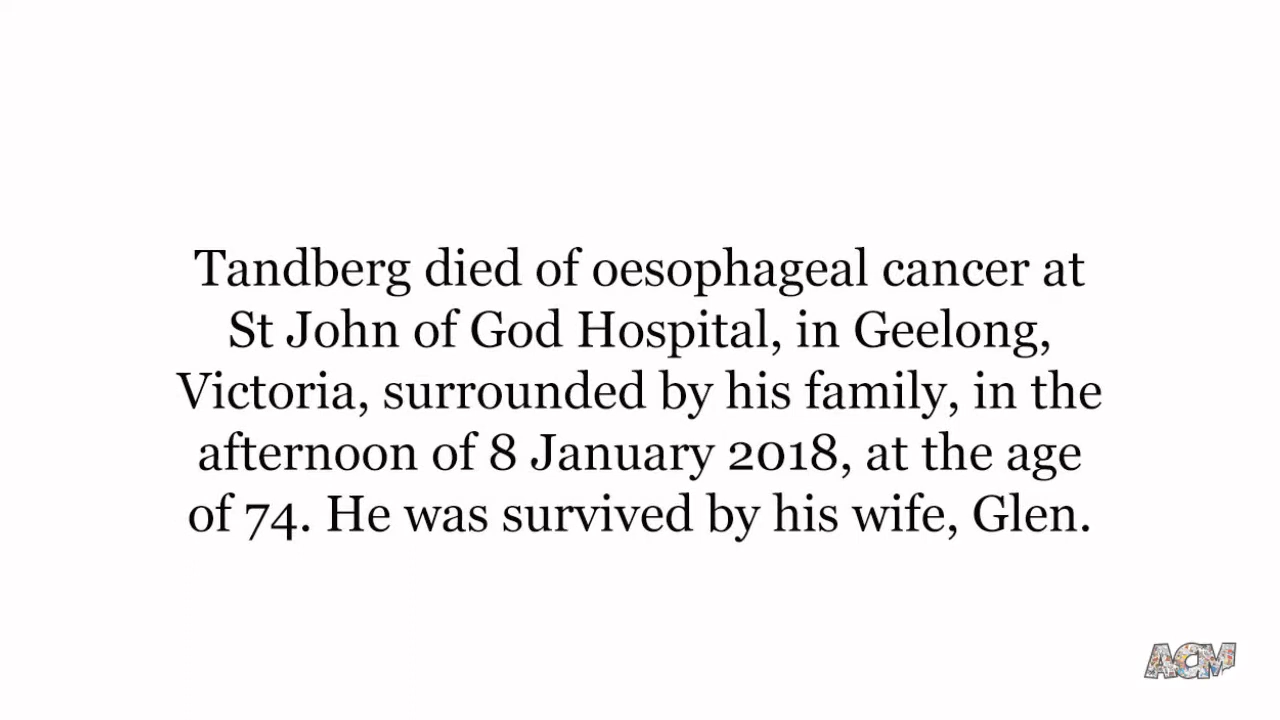 Tandberg died of oesophageal cancer at
St John of God Hospital, in Geelong,
Victoria, surrounded by his family, in the
afternoon of 8 January 2018, at the age
of 74. He was survived by his wife, Glen.
ACM